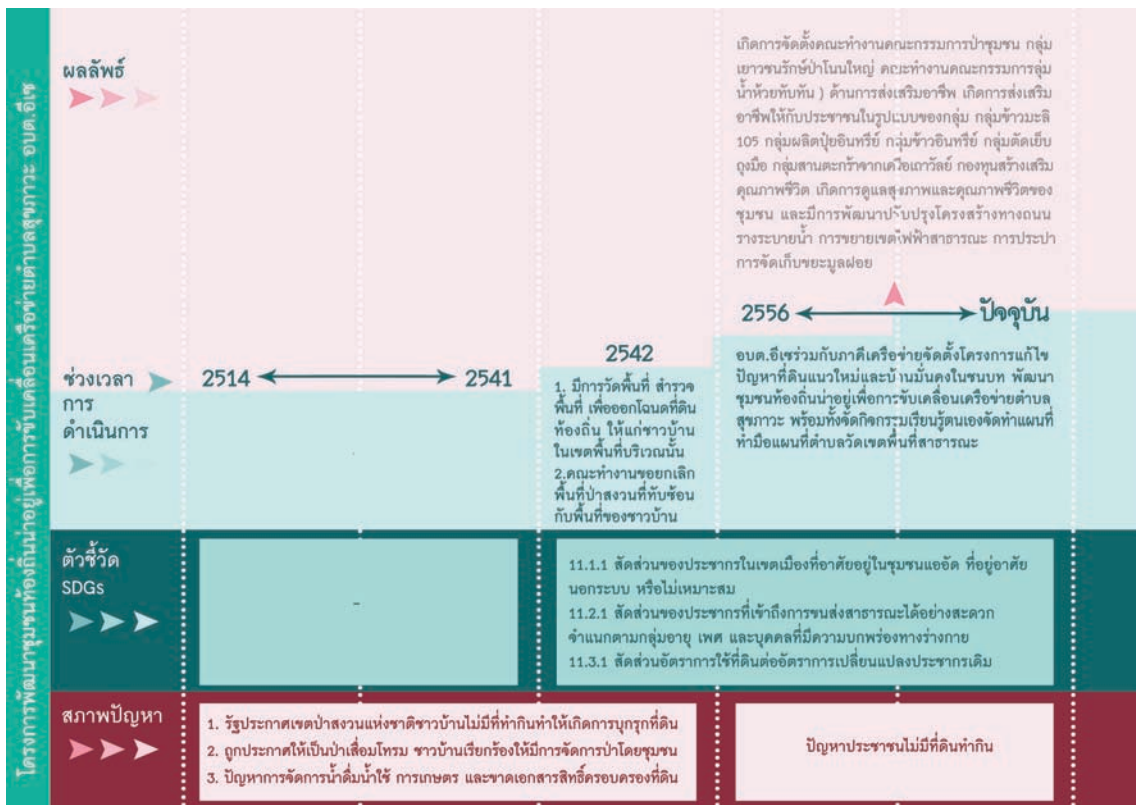 โครงการพัฒนาชุมชนท้องถิ่นน่าอยู่เพื่อการขับเคลื่อนเครือข่ายตำบลสุขภาวะ อบต.อีเซ
ผลลัพธ์
เกิดการจัดตั้งคณะทำงานคณะกรรมการป่าชุมชน กลุ่ม
เยาวชนรักษ์ป่าโนนใหญ่ คณะทำงานคณะกรรมการลุ่ม
น้ำห้วยทับทัน ) ด้านการส่งเสริมอาชีพ เกิดการส่งเสริม
อาชีพให้กับประชาชนในรูปแบบของกลุ่ม กลุ่มข้าวมะลิ
105 กลุ่มผลิตปุ๋ยอินทรีย์ กลุ่มข้าวอินทรีย์ กลุ่มตัดเย็บ
ถุงมือ กลุ่มสานตะกร้าจากเครือเถาวัลย์ กองทุนสร้างเสริม
คุณภาพชีวิต เกิดการดูแลสุขภาพและคุณภาพชีวิตของ
ชุมชน และมีการพัฒนาปรับปรุงโครงสร้างทางถนน
รางระบายน้ำ การขยายเขตไฟฟ้าสาธารณะ การประปา
การจัดเก็บขยะมูลฝอย
ช่วงเวลา
การ
ดำเนินการ
2514
2541
2542
1. มีการวัดพื้นที่ สำรวจ
พื้นที่ เพื่อออกโฉนดที่ดิน
ท้องถิ่น ให้แก่ชาวบ้าน
ในเขตพื้นที่บริเวณนั้น
2.คณะทำงานขอยกเลิก
พื้นที่ป่าสงวนที่ทับซ้อน
กับพื้นที่ของชาวบ้าน
2556
ปัจจุบัน
อบต.อีเซร่วมกับภาคีเครือข่ายจัดตั้งโครงการแก้ไข
ปัญหาที่ดินแนวใหม่และบ้านมั่นคงในชนบท พัฒนา
ชุมชนท้องถิ่นน่าอยู่เพื่อการขับเคลื่อนเครือข่ายตำบล
สุขภาวะ พร้อมทั้งจัดกิจกรรมเรียนรู้ตนเองจัดทำแผนที่
ทำมือแผนที่ตำบลวัดเขตพื้นที่สาธารณะ
ตัวชี้วัด
SDGs
-
11.1.1 สัดส่วนของประชากรในเขตเมืองที่อาศัยอยู่ในชุมชนแออัด ที่อยู่อาศัย
นอกระบบ หรือไม่เหมาะสม
11.2.1 สัดส่วนของประชากรที่เข้าถึงการขนส่งสาธารณะได้อย่างสะดวก
จำแนกตามกลุ่มอายุ เพศ และบุคคลที่มีความบกพร่องทางร่างกาย
11.3.1 สัดส่วนอัตราการใช้ที่ดินต่ออัตราการเปลี่ยนแปลงประชากรเดิม
สภาพปัญหา
1. รัฐประกาศเขตป่าสงวนแห่งชาติชาวบ้านไม่มีที่ทำกินทำให้เกิดการบุกรุกที่ดิน
2. ถูกประกาศให้เป็นป่าเสื่อมโทรม ชาวบ้านเรียกร้องให้มีการจัดการป่าโดยชุมชน
3. ปัญหาการจัดการน้ำดื่มน้ำใช้ การเกษตร และขาดเอกสารสิทธิ์ครอบครองที่ดิน
ปัญหาประชาชนไม่มีที่ดินทำกิน